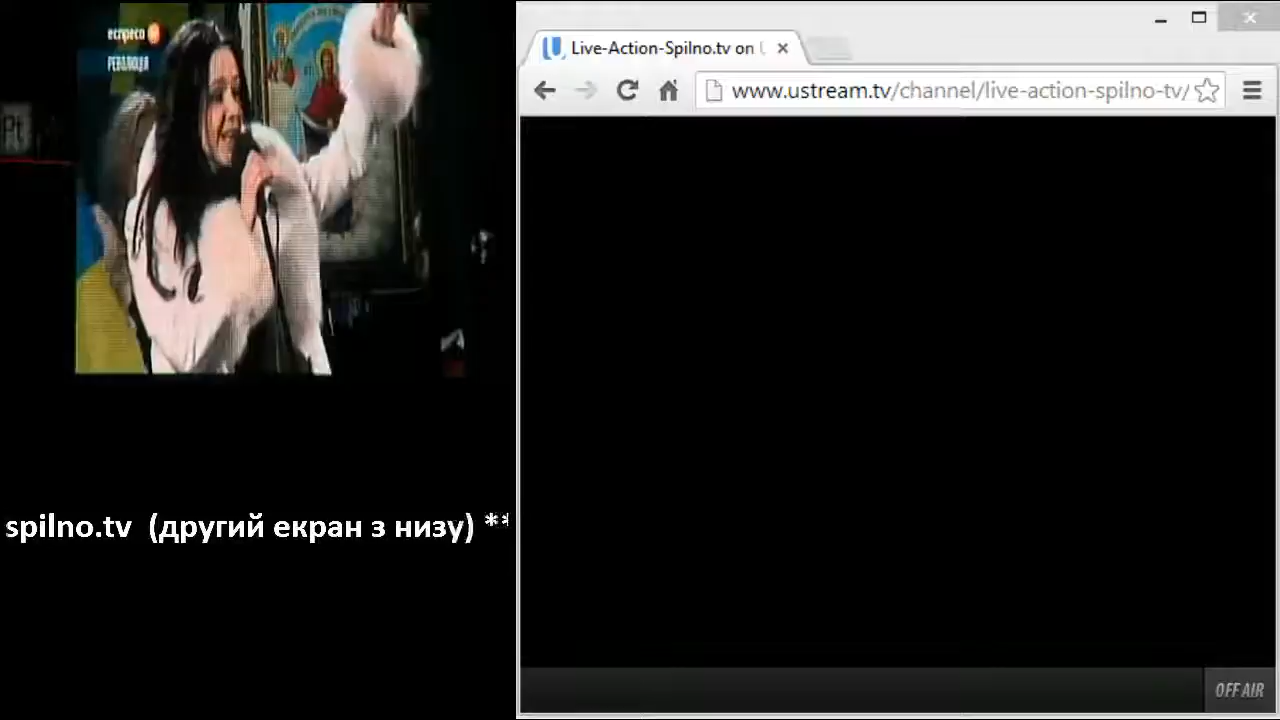 еспресо
РЕВОЛЮЦІЯ
spilno.tv (другий екран з низу) **
Live-Action-Spilno.tv on U
www.ustream.tv/channel/live-action-spilno-tv/
OFF AIR